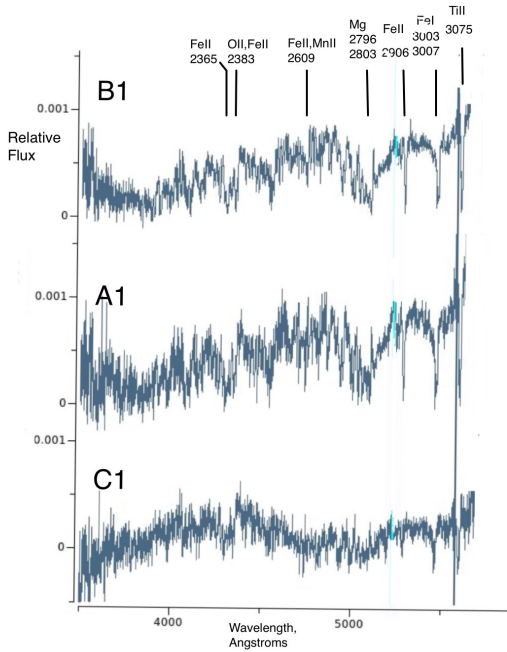 TiII
3075
Mg
2796
2803
FeII
2906
FeI
3003
3007
FeII
2365
OII,FeII
2383
FeII,MnII
2609
B1
0.001
Relative
Flux
0
A1
0.001
0
0.001
C1
0
4000
5000
Wavelength,
Angstroms